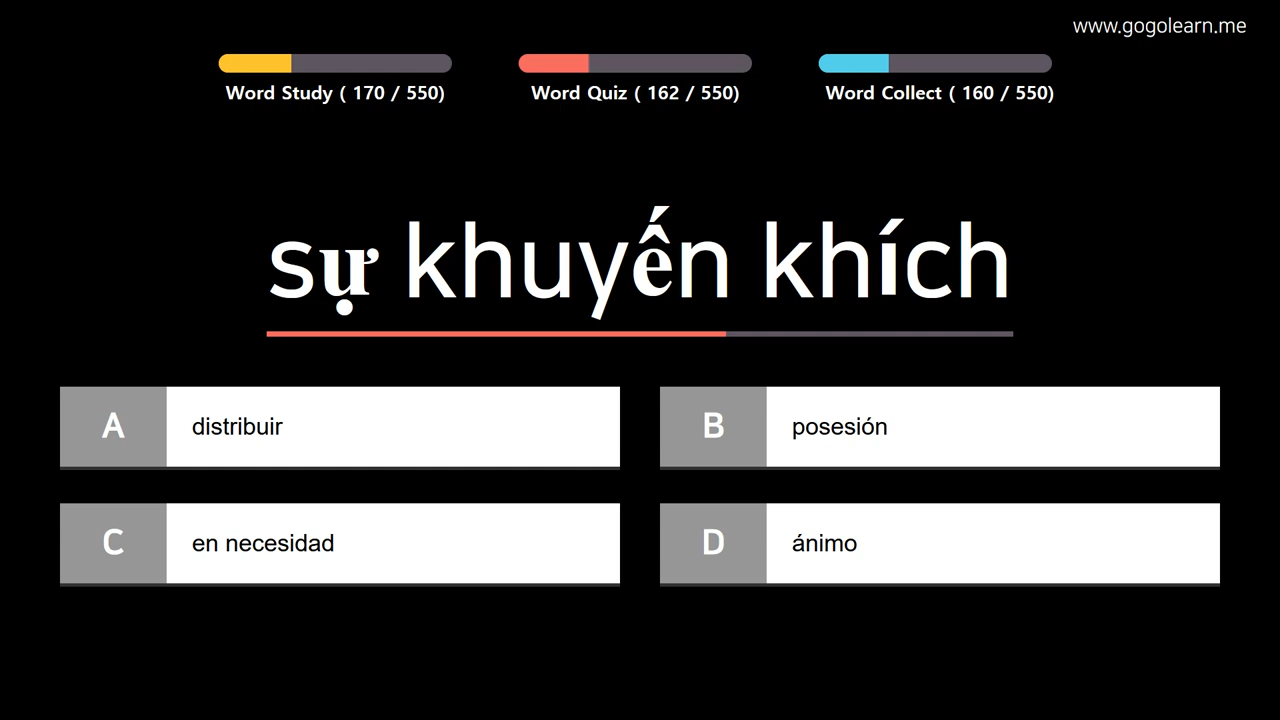 www.gogolearn.me
Word Study ( 170 / 550)
Word Quiz ( 162 / 550)
Word Collect ( 160 / 550)
sự khuyến khích
A distribuir
B posesión
C en necesidad
D ánimo